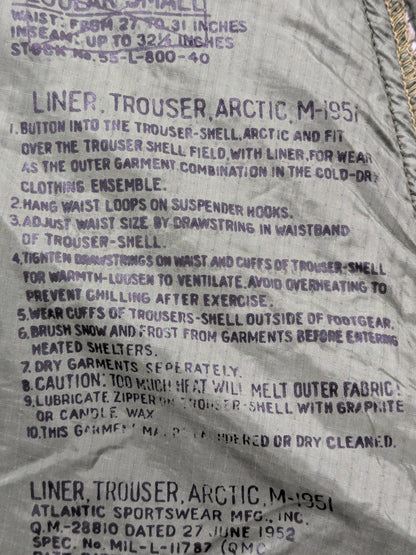 REGULAR SMALL
WAIST: FROM 27 TO 31 INCHES
INSEAM: UP TO 32½ INCHES
STOCK No. 55-L-800-40
LINER, TROUSER, ARCTIC, M-1951
1. BUTTON INTO THE TROUSER-SHELL, ARCTIC AND FIT
OVER THE TROUSER SHELL FIELD, WITH LINER, FOR WEAR
AS THE OUTER GARMENT COMBINATION IN THE COLD-DRY
CLOTHING ENSEMBLE.
2. HANG WAIST LOOPS ON SUSPENDER HOOKS.
3. ADJUST WAIST SIZE BY DRAWSTRING IN WAISTBAND
OF TROUSER-SHELL.
4. TIGHTEN DRAWSTRINGS ON WAIST AND CUFFS OF TROUSER-SHELL
FOR WARMTH-LOOSEN TO VENTILATE. AVOID OVERHEATING TO
PREVENT CHILLING AFTER EXERCISE.
5. WEAR CUFFS OF TROUSERS-SHELL OUTSIDE OF FOOTGEAR.
6. BRUSH SNOW AND FROST FROM GARMENTS BEFORE ENTERING
HEATED SHELTERS.
7. DRY GARMENTS SEPERATELY.
8. CAUTION: TOO MUCH HEAT WILL MELT OUTER FABRIC!
9. LUBRICATE ZIPPER ON TROUSER-SHELL WITH GRAPHITE
OR CANDLE WAX
10. THIS GARMENT MAY BE LAUNDERED OR DRY CLEANED.
LINER, TROUSER, ARCTIC, M-1951
ATLANTIC SPORTSWEAR MFG., INC.
Q.M.-28810 DATED 27 JUNE 1952
SPEC. No. MIL-L-11787 (QMC)